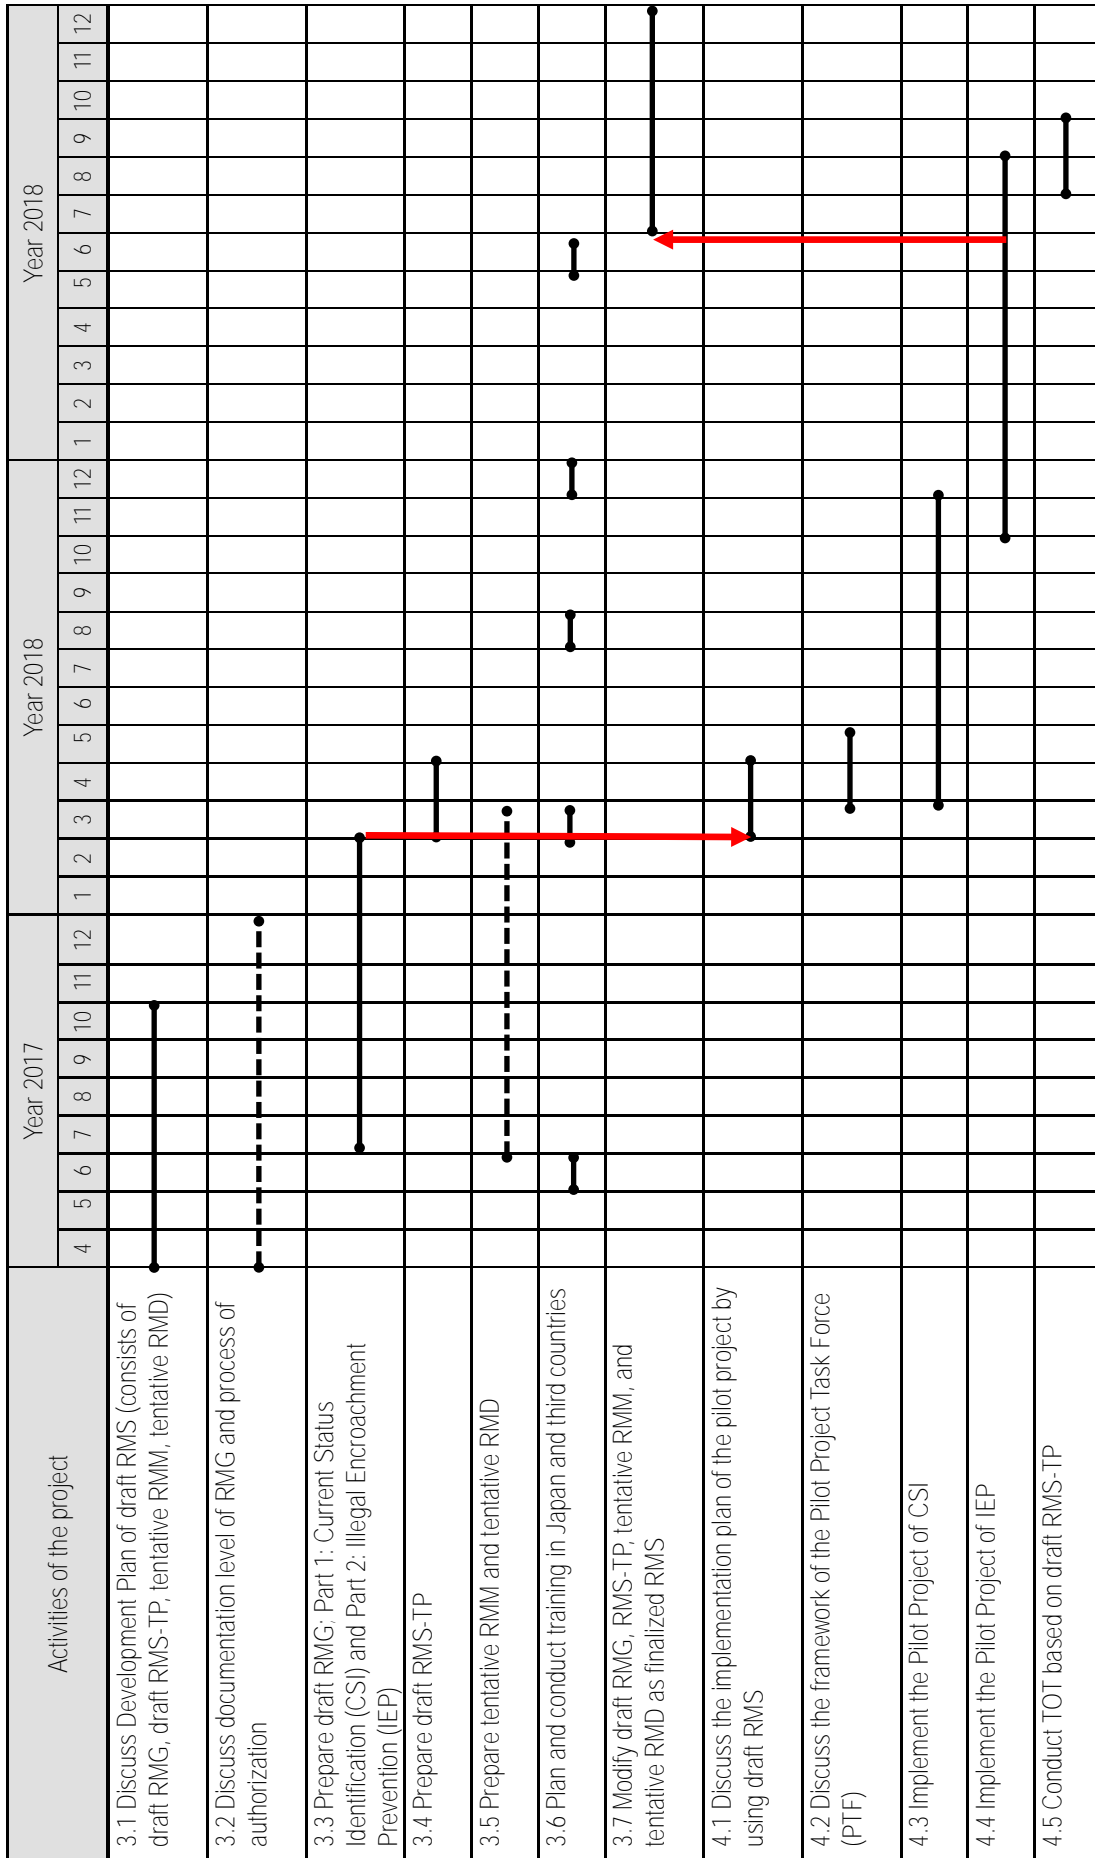 Activities of the project
Year 2017
Year 2018
Year 2018
4 5 6 7 8 9 10 11 12 1 2 3 4 5 6 7 8 9 10 11 12 1 2 3 4 5 6 7 8 9 10 11 12
3.1 Discuss Development Plan of draft RMS (consists of
draft RMG, draft RMS-TP, tentative RMM, tentative RMD)
3.2 Discuss documentation level of RMG and process of
authorization
3.3 Prepare draft RMG; Part 1: Current Status
Identification (CSI) and Part 2: Illegal Encroachment
Prevention (IEP)
3.4 Prepare draft RMS-TP
3.5 Prepare tentative RMM and tentative RMD
3.6 Plan and conduct training in Japan and third countries
3.7 Modify draft RMG, RMS-TP, tentative RMM, and
tentative RMD as finalized RMS
4.1 Discuss the implementation plan of the pilot project by
using draft RMS
4.2 Discuss the framework of the Pilot Project Task Force
(PTF)
4.3 Implement the Pilot Project of CSI
4.4 Implement the Pilot Project of IEP
4.5 Conduct TOT based on draft RMS-TP